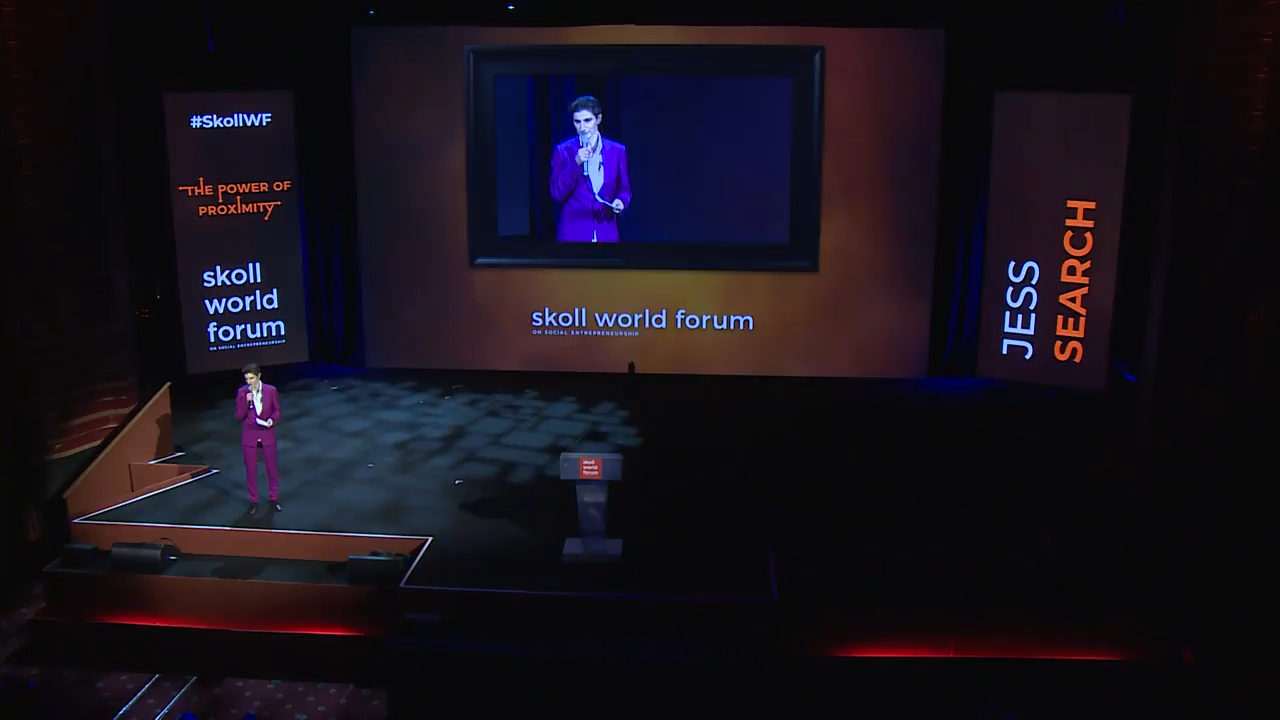 #SkollWF
THE POWER OF
PROXIMITY
skoll
world
forum
ON SOCIAL ENTREPRENEURSHIP
skoll world forum
ON SOCIAL ENTREPRENEURSHIP
JESS
SEARCH
skoll
world
forum